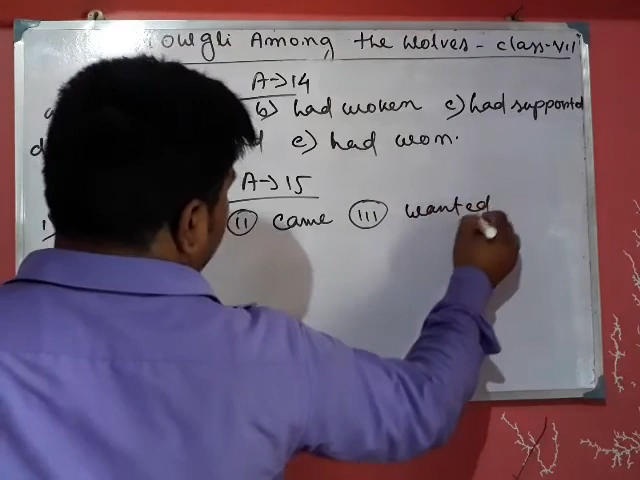 owgli Among the wolves - class-VII
A→14
b) had woken c) had supported
d e) had won.
A→15
(ii) came (iii) wanted